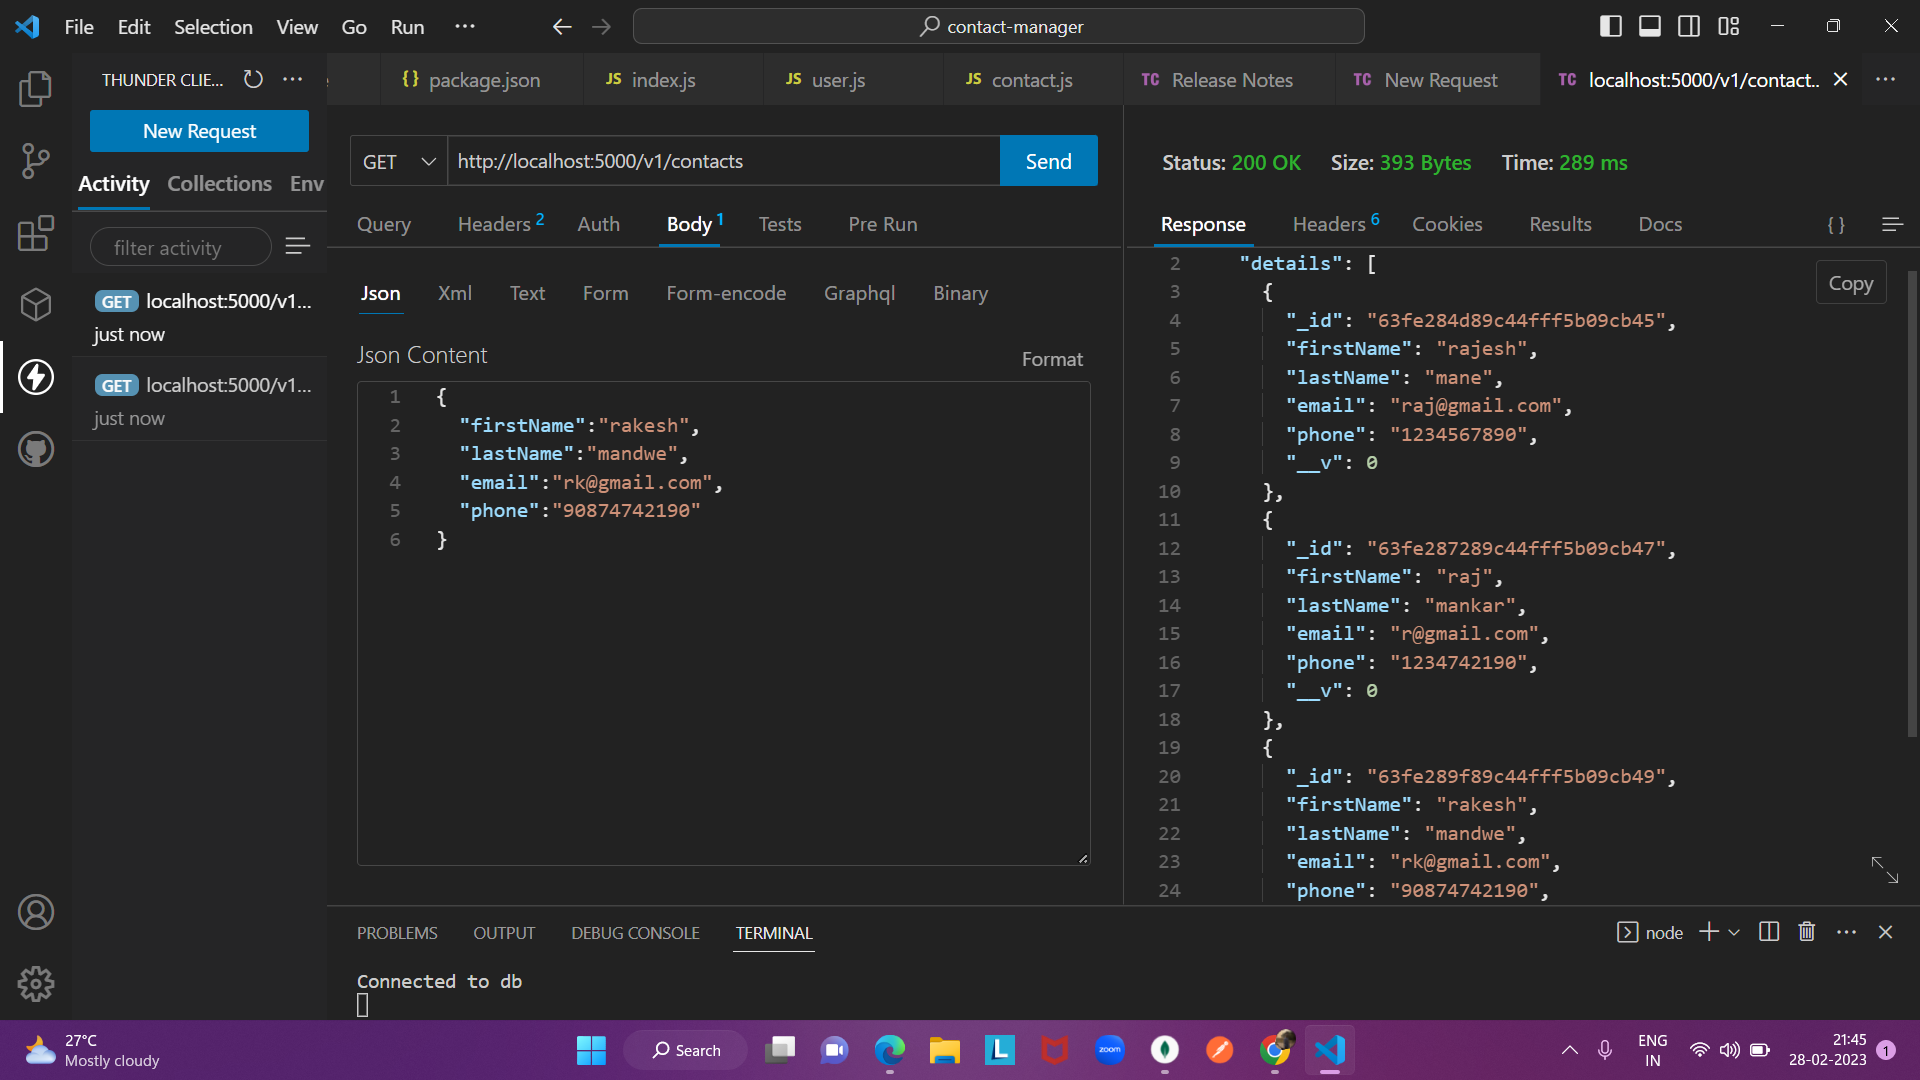 File Edit Selection View Go Run ··· contact-manager
THUNDER CLIE... ···
{} package.json JS index.js JS user.js JS contact.js TC Release Notes TC New Request TC localhost:5000/v1/contact.. ···
New Request
Activity Collections Env
filter activity
GET localhost:5000/v1...
just now
GET localhost:5000/v1...
just now
GET http://localhost:5000/v1/contacts Send
Query Headers 2 Auth Body 1 Tests Pre Run
Json Xml Text Form Form-encode Graphql Binary
Json Content Format
1 {
2 "firstName":"rakesh",
3 "lastName":"mandwe",
4 "email":"rk@gmail.com",
5 "phone":"90874742190"
6 }
Status: 200 OK Size: 393 Bytes Time: 289 ms
Response Headers 6 Cookies Results Docs {}
Copy
2 "details": [
3 {
4 "_id": "63fe284d89c44fff5b09cb45",
5 "firstName": "rajesh",
6 "lastName": "mane",
7 "email": "raj@gmail.com",
8 "phone": "1234567890",
9 "__v": 0
10 },
11 {
12 "_id": "63fe287289c44fff5b09cb47",
13 "firstName": "raj",
14 "lastName": "mankar",
15 "email": "r@gmail.com",
16 "phone": "1234742190",
17 "__v": 0
18 },
19 {
20 "_id": "63fe289f89c44fff5b09cb49",
21 "firstName": "rakesh",
22 "lastName": "mandwe",
23 "email": "rk@gmail.com",
24 "phone": "90874742190",
PROBLEMS OUTPUT DEBUG CONSOLE TERMINAL node ···
Connected to db
27°C
Mostly cloudy
Search
L
zoom
ENG
IN
21:45
28-02-2023
1